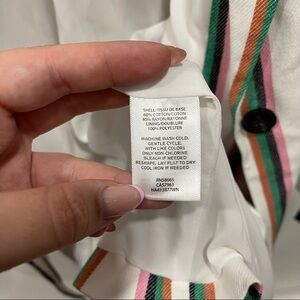 SHELL/TISSU DE BASE
60% COTTON/COTON
40% RAYON/RAYONNE
LINING/DOUBLURE
100% POLYESTER
MACHINE WASH COLD.
GENTLE CYCLE.
WITH LIKE COLORS
ONLY NON-CHLORINE
BLEACH IF NEEDED
RESHAPE, LAY FLAT TO DRY
COOL IRON IF NEEDED
RN58665
CA57963
HA413877WN